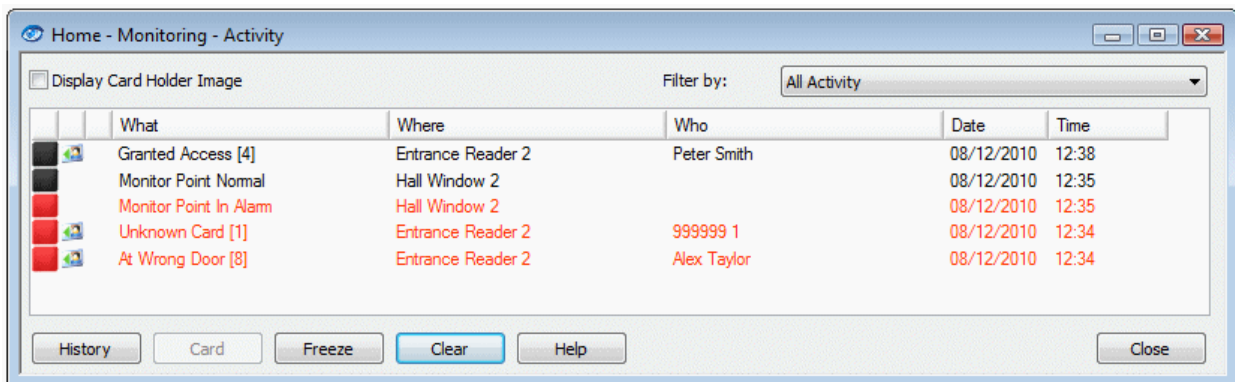 Home - Monitoring - Activity
Display Card Holder Image Filter by: All Activity
What Where Who Date Time
Granted Access [4] Entrance Reader 2 Peter Smith 08/12/2010 12:38
Monitor Point Normal Hall Window 2 08/12/2010 12:35
Monitor Point In Alarm Hall Window 2 08/12/2010 12:35
Unknown Card [1] Entrance Reader 2 999999 1 08/12/2010 12:34
At Wrong Door [8] Entrance Reader 2 Alex Taylor 08/12/2010 12:34
History Card Freeze Clear Help Close